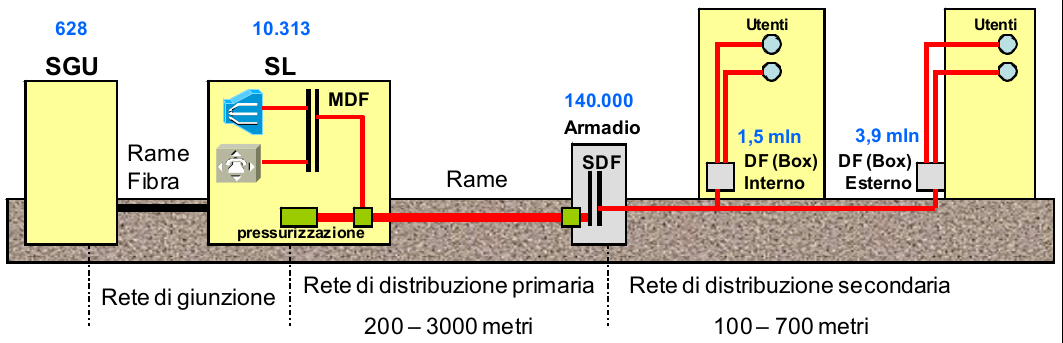 628
SGU
10.313
SL
MDF
pressurizzazione
Rame
Fibra
Rame
140.000
Armadio
SDF
Utenti
1,5 mln
DF (Box)
Interno
Utenti
3,9 mln
DF (Box)
Esterno
Rete di giunzione
Rete di distribuzione primaria
200 – 3000 metri
Rete di distribuzione secondaria
100 – 700 metri